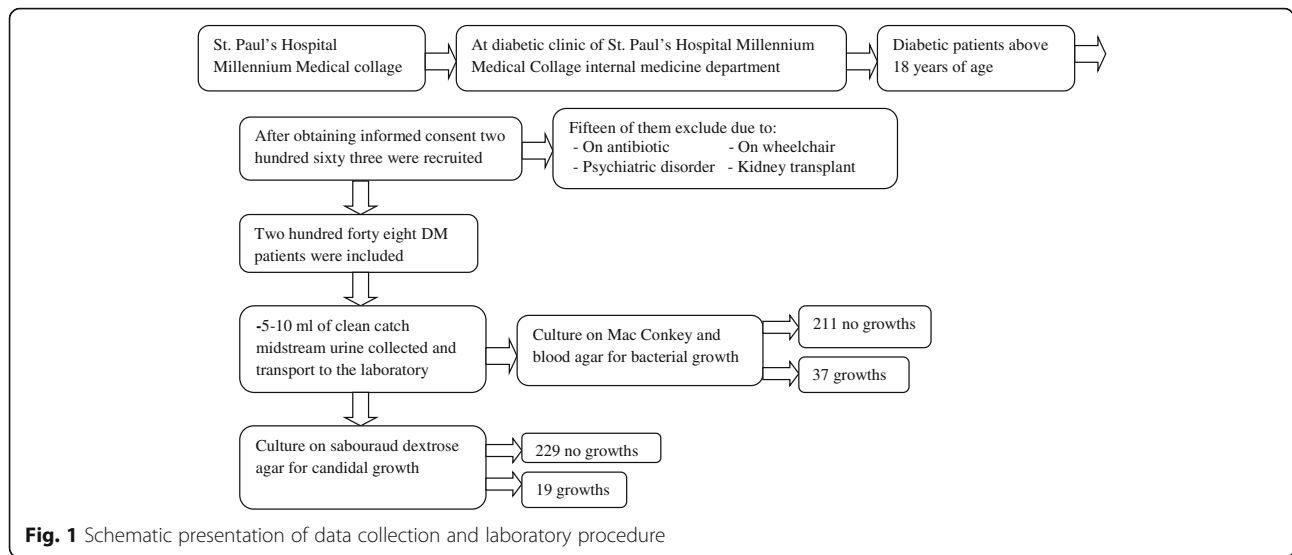 St. Paul's Hospital
Millennium Medical collage
At diabetic clinic of St. Paul's Hospital Millennium
Medical Collage internal medicine department
Diabetic patients above
18 years of age
After obtaining informed consent two
hundred sixty three were recruited
Fifteen of them exclude due to:
- On antibiotic - On wheelchair
- Psychiatric disorder - Kidney transplant
Two hundred forty eight DM
patients were included
-5-10 ml of clean catch
midstream urine collected and
transport to the laboratory
Culture on Mac Conkey and
blood agar for bacterial growth
211 no growths
37 growths
Culture on sabouraud dextrose
agar for candidal growth
229 no growths
19 growths
Fig. 1 Schematic presentation of data collection and laboratory procedure